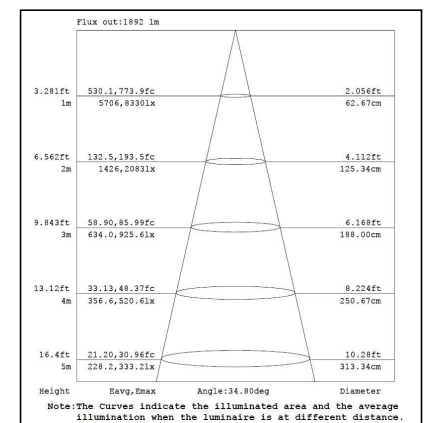 Flux out:1892 lm
3.281ft 530.1,773.9fc 2.056ft
1m 5706,8330lx 62.67cm
6.562ft 132.5,193.5fc 4.112ft
2m 1426,2083lx 125.34cm
9.843ft 58.90,85.99fc 6.168ft
3m 634.0,925.6lx 188.00cm
13.12ft 33.13,48.37fc 8.224ft
4m 356.6,520.6lx 250.67cm
16.4ft 21.20,30.96fc 10.28ft
5m 228.2,333.2lx 313.34cm
Height Eavg,Emax Angle:34.80deg Diameter
Note:The Curves indicate the illuminated area and the average
illumination when the luminaire is at different distance.